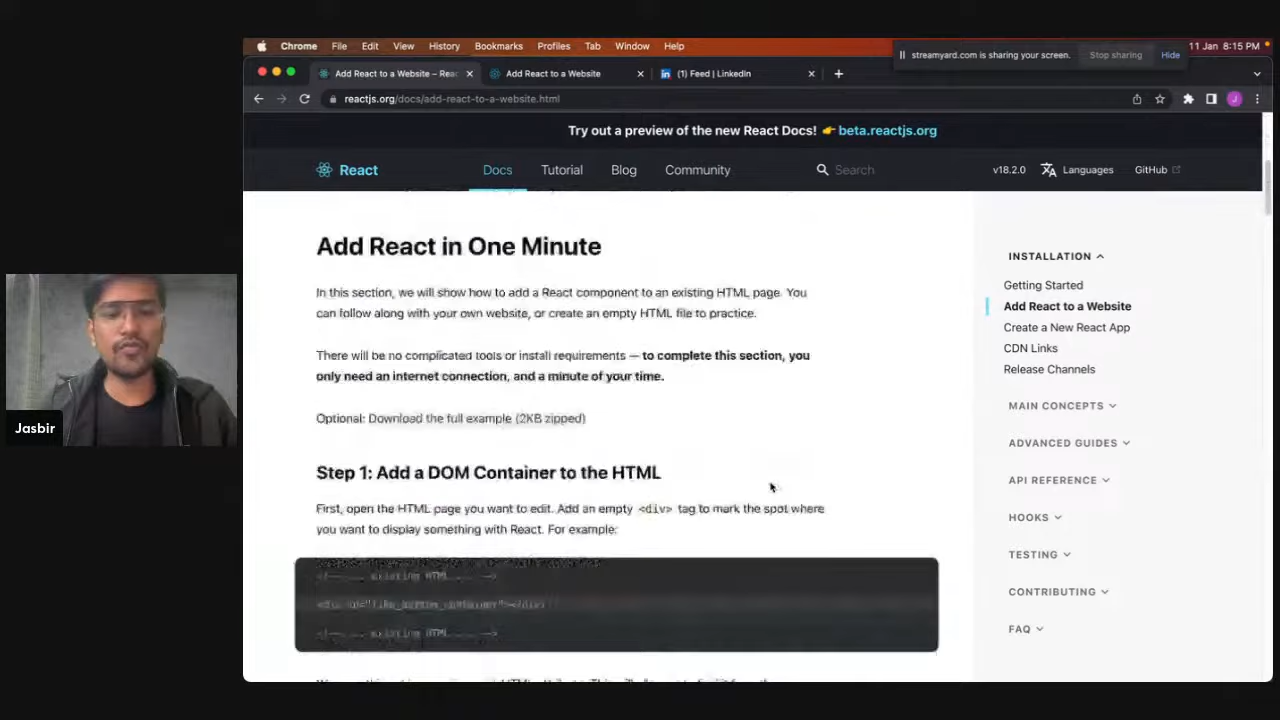 Chrome File Edit View History Bookmarks Profiles Tab Window Help
streamyard.com is sharing your screen. Stop sharing Hide
11 Jan 8:15 PM
Add React to a Website – Reac
Add React to a Website
(1) Feed | LinkedIn
reactjs.org/docs/add-react-to-a-website.html
J
Try out a preview of the new React Docs! 👉 beta.reactjs.org
React Docs Tutorial Blog Community Search v18.2.0 Languages GitHub
Add React in One Minute
In this section, we will show how to add a React component to an existing HTML page. You
can follow along with your own website, or create an empty HTML file to practice.
There will be no complicated tools or install requirements — to complete this section, you
only need an internet connection, and a minute of your time.
Optional: Download the full example (2KB zipped)
Step 1: Add a DOM Container to the HTML
First, open the HTML page you want to edit. Add an empty <div> tag to mark the spot where
you want to display something with React. For example:
<!-- ... existing HTML ... -->
<div id="like_button_container"></div>
<!-- ... existing HTML ... -->
INSTALLATION
Getting Started
Add React to a Website
Create a New React App
CDN Links
Release Channels
MAIN CONCEPTS
ADVANCED GUIDES
API REFERENCE
HOOKS
TESTING
CONTRIBUTING
FAQ
Jasbir